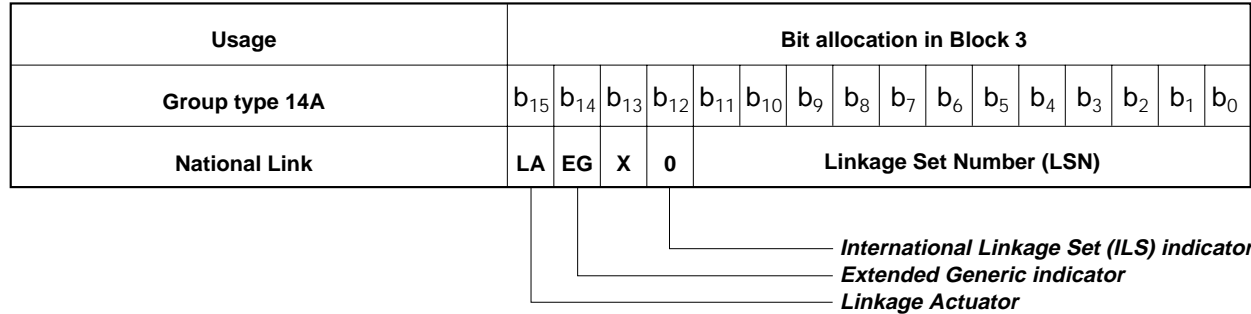 Usage Bit allocation in Block 3
Group type 14A b15 b14 b13 b12 b11 b10 b9 b8 b7 b6 b5 b4 b3 b2 b1 b0
National Link LA EG X 0 Linkage Set Number (LSN)
International Linkage Set (ILS) indicator
Extended Generic indicator
Linkage Actuator